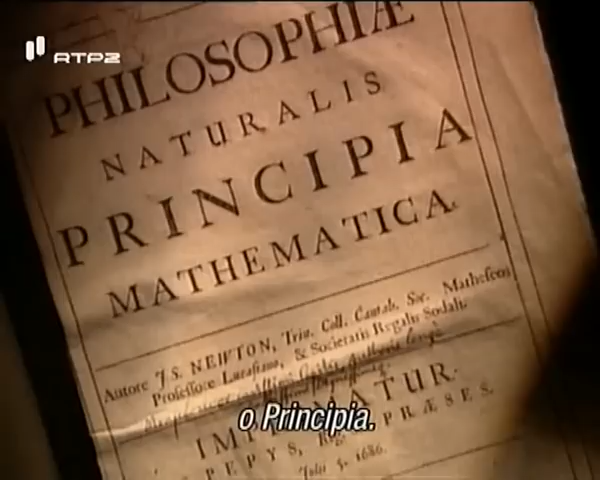 RTP2
PHILOSOPHIÆ
NATURALIS
PRINCIPIA
MATHEMATICA
Autore JS. NEWTON, Trin. Coll. Cantab. Soc. Matheseos
Professore Lucasiano, & Societatis Regalis Sodali.
IMPRIMATUR.
PEPYS, Reg. Soc. PRÆSES.
Julii 5. 1686.
o Principia.